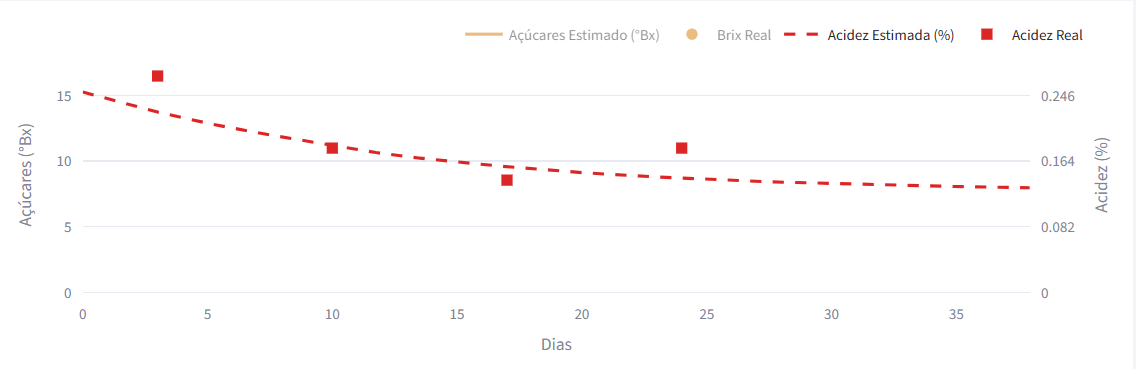 Açúcares Estimado (°Bx) Brix Real Acidez Estimada (%) Acidez Real
15 0.246
10 0.164
5 0.082
0 0
Açúcares (°Bx)
Acidez (%)
0 5 10 15 20 25 30 35
Dias